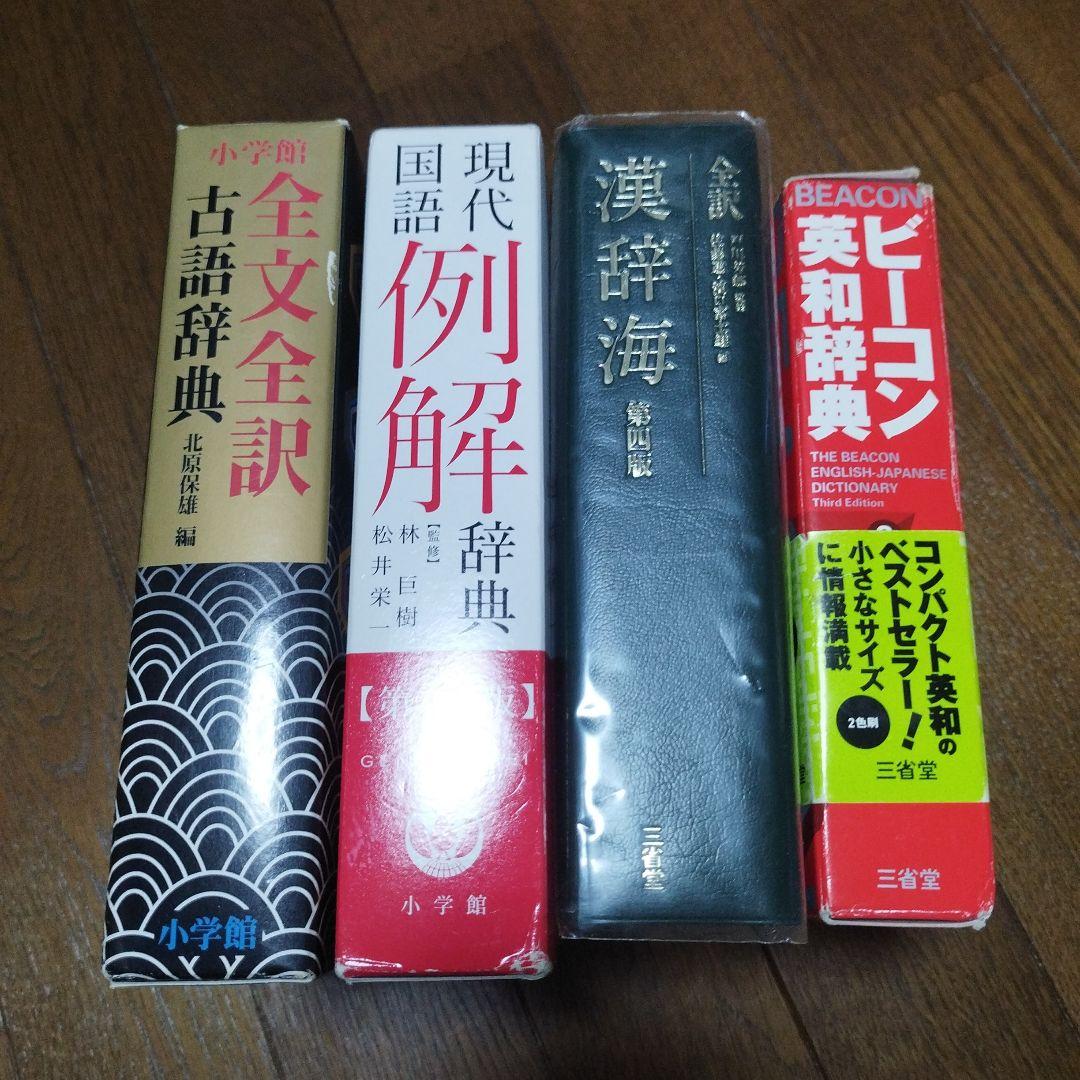 小学館
全文全訳
古語辞典
北原保雄 編
小学館
現代
国語
例解
辞典
【監修】
林 巨樹
松井栄一
小学館
全訳
漢辞海
第四版
三省堂
BEACON
ビーコン
英和辞典
THE BEACON
ENGLISH-JAPANESE
DICTIONARY
Third Edition
コンパクト英和の
ベストセラー!
小さなサイズ
に情報満載
2色刷
三省堂
三省堂